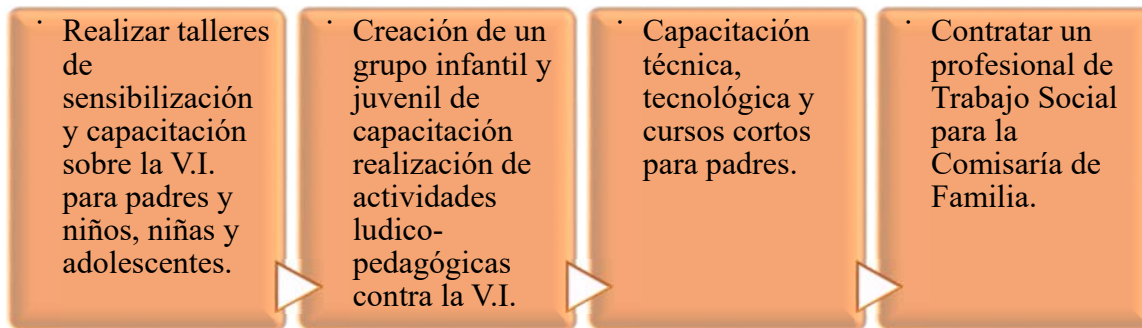 · Realizar talleres
de
sensibilización
y capacitación
sobre la V.I.
para padres y
niños, niñas y
adolescentes.
· Creación de un
grupo infantil y
juvenil de
capacitación
realización de
actividades
ludico-
pedagógicas
contra la V.I.
· Capacitación
técnica,
tecnológica y
cursos cortos
para padres.
· Contratar un
profesional de
Trabajo Social
para la
Comisaría de
Familia.